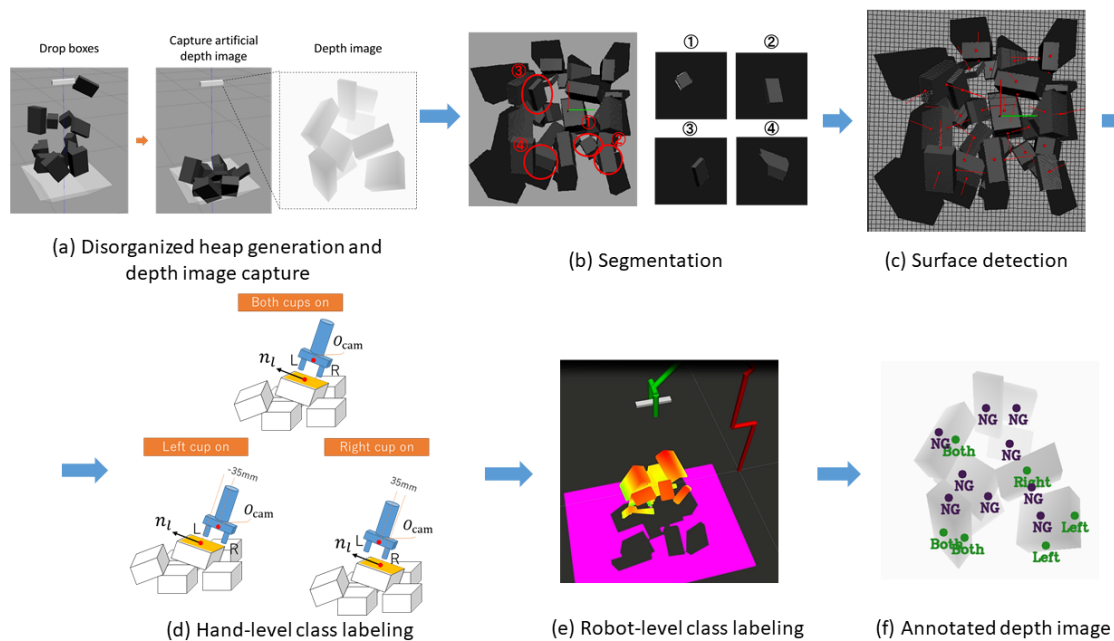 Drop boxes
Capture artificial
depth image
Depth image
(a) Disorganized heap generation and
depth image capture
③
①
②
④
①
②
③
④
(b) Segmentation
(c) Surface detection
Both cups on
O_cam
n_l
L
R
Left cup on
-35mm
O_cam
n_l
L
R
Right cup on
35mm
O_cam
n_l
L
R
(d) Hand-level class labeling
(e) Robot-level class labeling
NG
NG
NG
Both
NG
Right
NG
NG
NG
NG
NG
Left
Both
Both
Left
(f) Annotated depth image